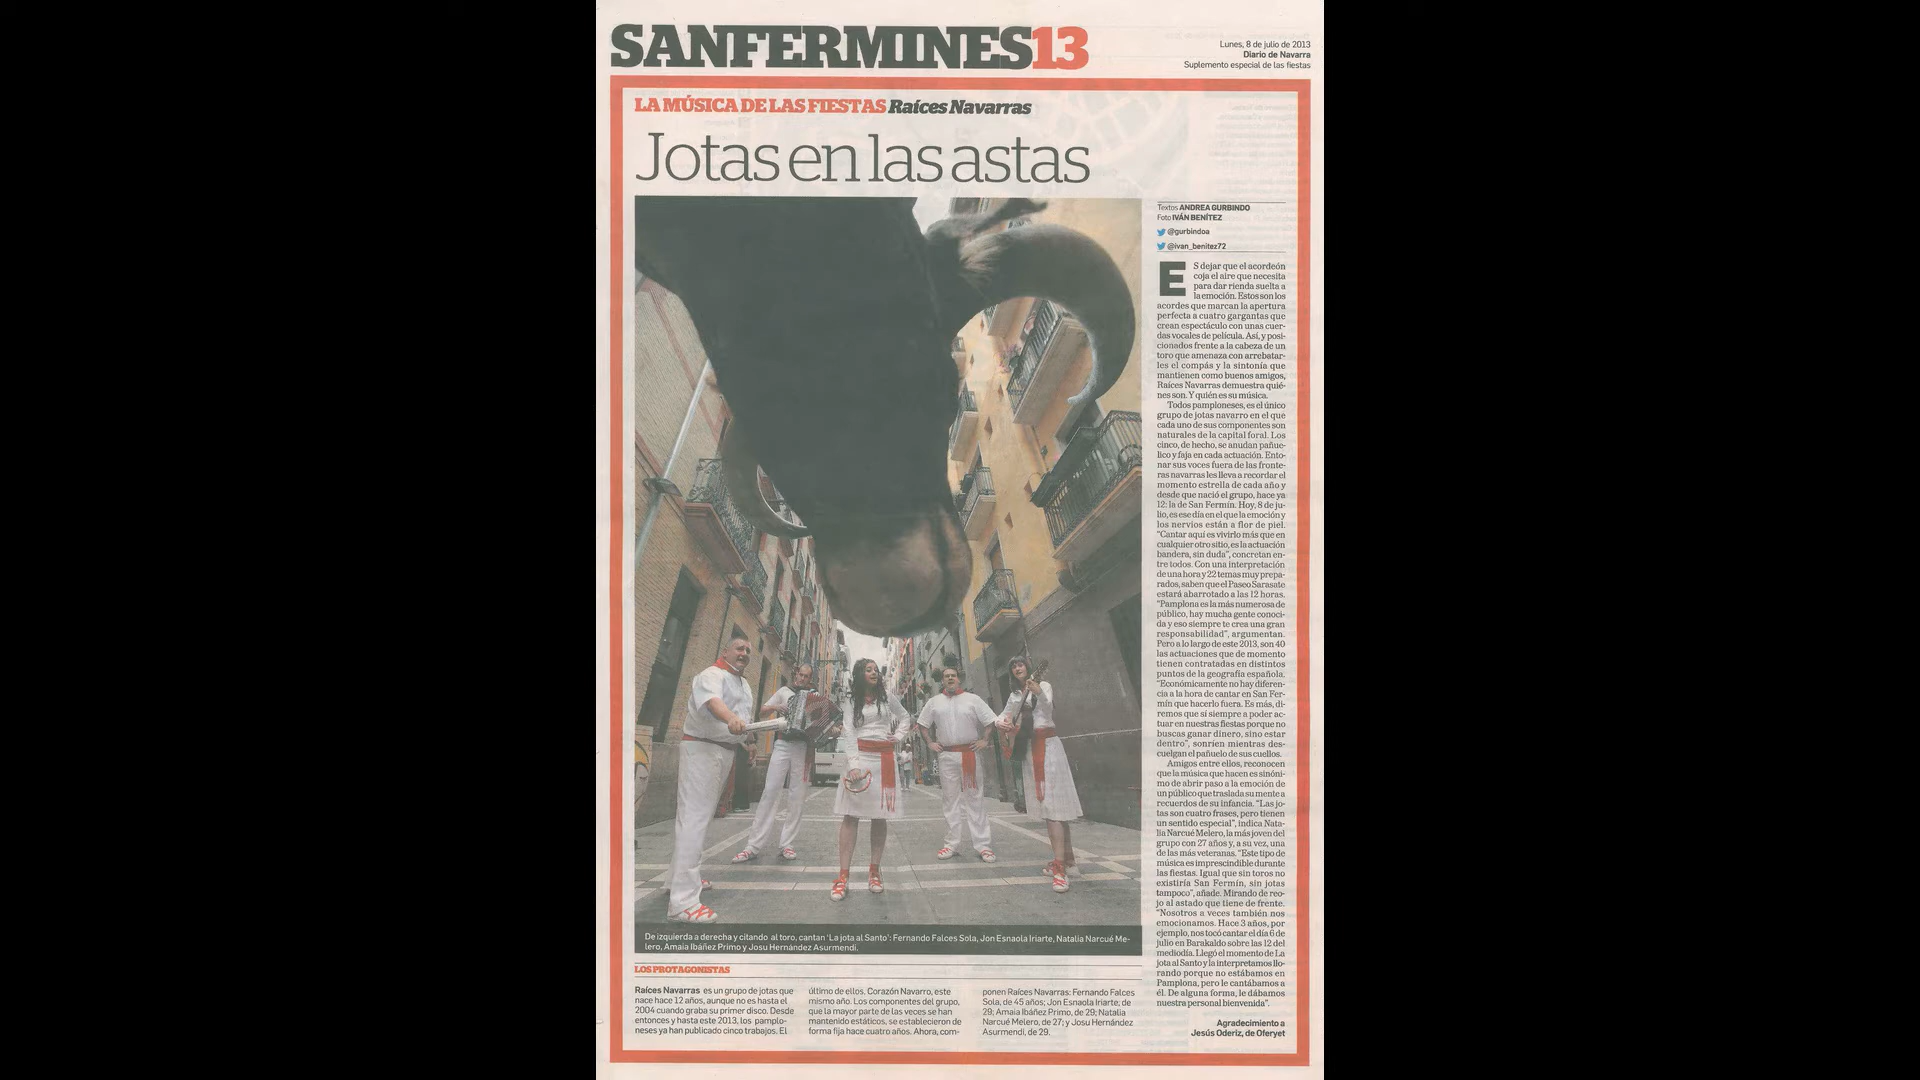 SANFERMINES13
Lunes, 8 de julio de 2013
Diario de Navarra
Suplemento especial de las fiestas
LA MÚSICA DE LAS FIESTAS Raíces Navarras
Jotas en las astas
Textos ANDREA GURBINDO
Foto IVÁN BENÍTEZ
@gurbindoa
@ivan_benitez72
ES dejar que el acordeón
coja el aire que necesita
para dar rienda suelta a
la emoción. Estos son los
acordes que marcan la apertura
perfecta a cuatro gargantas que
crean espectáculo con unas cuer-
das vocales de película. Así, y posi-
cionados frente a la cabeza de un
toro que amenaza con arrebatar-
les el compás y la sintonía que
mantienen como buenos amigos,
Raíces Navarras demuestra quié-
nes son. Y quién es su música.
Todos pamploneses, es el único
grupo de jotas navarro en el que
cada uno de sus componentes son
naturales de la capital foral. Los
cinco, de hecho, se anudan pañue-
lico y faja en cada actuación. Ento-
nar sus voces fuera de las fronte-
ras navarras les lleva a recordar el
momento estrella de cada año y
desde que nació el grupo, hace ya
12: la de San Fermín. Hoy, 8 de ju-
lio, es ese día en el que la emoción y
los nervios están a flor de piel.
“Cantar aquí es vivirlo más que en
cualquier otro sitio, es la actuación
bandera, sin duda”, concretan en-
tre todos. Con una interpretación
de una hora y 22 temas muy prepa-
rados, saben que el Paseo Sarasate
estará abarrotado a las 12 horas.
“Pamplona es la más numerosa de
público, hay mucha gente conoci-
da y eso siempre te crea una gran
responsabilidad”, argumentan.
Pero a lo largo de este 2013, son 40
las actuaciones que de momento
tienen contratadas en distintos
puntos de la geografía española.
“Económicamente no hay diferen-
cia a la hora de cantar en San Fer-
mín que hacerlo fuera. Es más, di-
remos que sí siempre a poder ac-
tuar en nuestras fiestas porque no
buscas ganar dinero, sino estar
dentro”, sonríen mientras des-
cuelgan el pañuelo de sus cuellos.
Amigos entre ellos, reconocen
que la música que hacen es sinóni-
mo de abrir paso a la emoción de
un público que traslada su mente a
recuerdos de su infancia. “Las jo-
tas son cuatro frases, pero tienen
un sentido especial”, indica Nata-
lia Narcué Melero, la más joven del
grupo con 27 años y, a su vez, una
de las más veteranas. “Este tipo de
música es imprescindible durante
las fiestas. Igual que sin toros no
existiría San Fermín, sin jotas
tampoco”, añade. Mirando de reo-
jo al astado que tiene de frente.
“Nosotros a veces también nos
emocionamos. Hace 3 años, por
ejemplo, nos tocó cantar el día 6 de
julio en Barakaldo sobre las 12 del
mediodía. Llegó el momento de La
jota al Santo y la interpretamos llo-
rando porque no estábamos en
Pamplona, pero le cantábamos a
él. De alguna forma, le dábamos
nuestra personal bienvenida”.
Agradecimiento a
Jesús Oderiz, de Oferyet
De izquierda a derecha y citando al toro, cantan ‘La jota al Santo’: Fernando Falces Sola, Jon Esnaola Iriarte, Natalia Narcué Me-
lero, Amaia Ibáñez Primo y Josu Hernández Asurmendi.
LOS PROTAGONISTAS
Raíces Navarras es un grupo de jotas que
nace hace 12 años, aunque no es hasta el
2004 cuando graba su primer disco. Desde
entonces y hasta este 2013, los pamplo-
neses ya han publicado cinco trabajos. El
último de ellos. Corazón Navarro, este
mismo año. Los componentes del grupo,
que la mayor parte de las veces se han
mantenido estáticos, se establecieron de
forma fija hace cuatro años. Ahora, com-
ponen Raíces Navarras: Fernando Falces
Sola, de 45 años; Jon Esnaola Iriarte, de
29; Amaia Ibáñez Primo, de 29; Natalia
Narcué Melero, de 27; y Josu Hernández
Asurmendi, de 29.